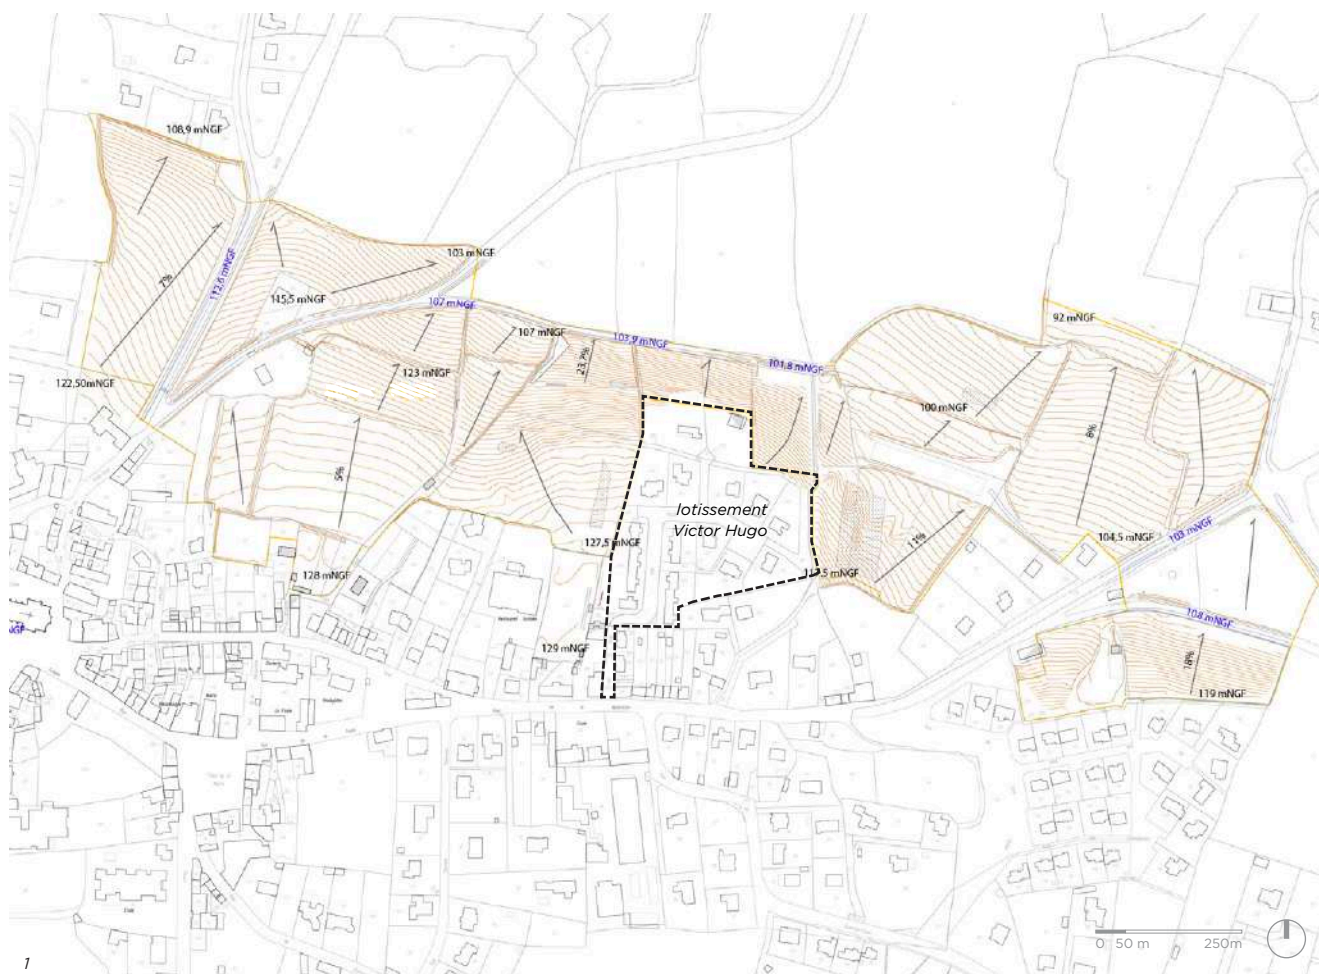 108,9 mNGF
103 mNGF
112,6 mNGF
7%
115,5 mNGF
107 mNGF
92 mNGF
107 mNGF
103,9 mNGF
23,7%
101,8 mNGF
123 mNGF
122,50mNGF
100 mNGF
8%
5%
lotissement
Victor Hugo
127,5 mNGF
11%
104,5 mNGF
103 mNGF
128 mNGF
117,5 mNGF
108 mNGF
129 mNGF
18%
119 mNGF
0 50 m 250m
1